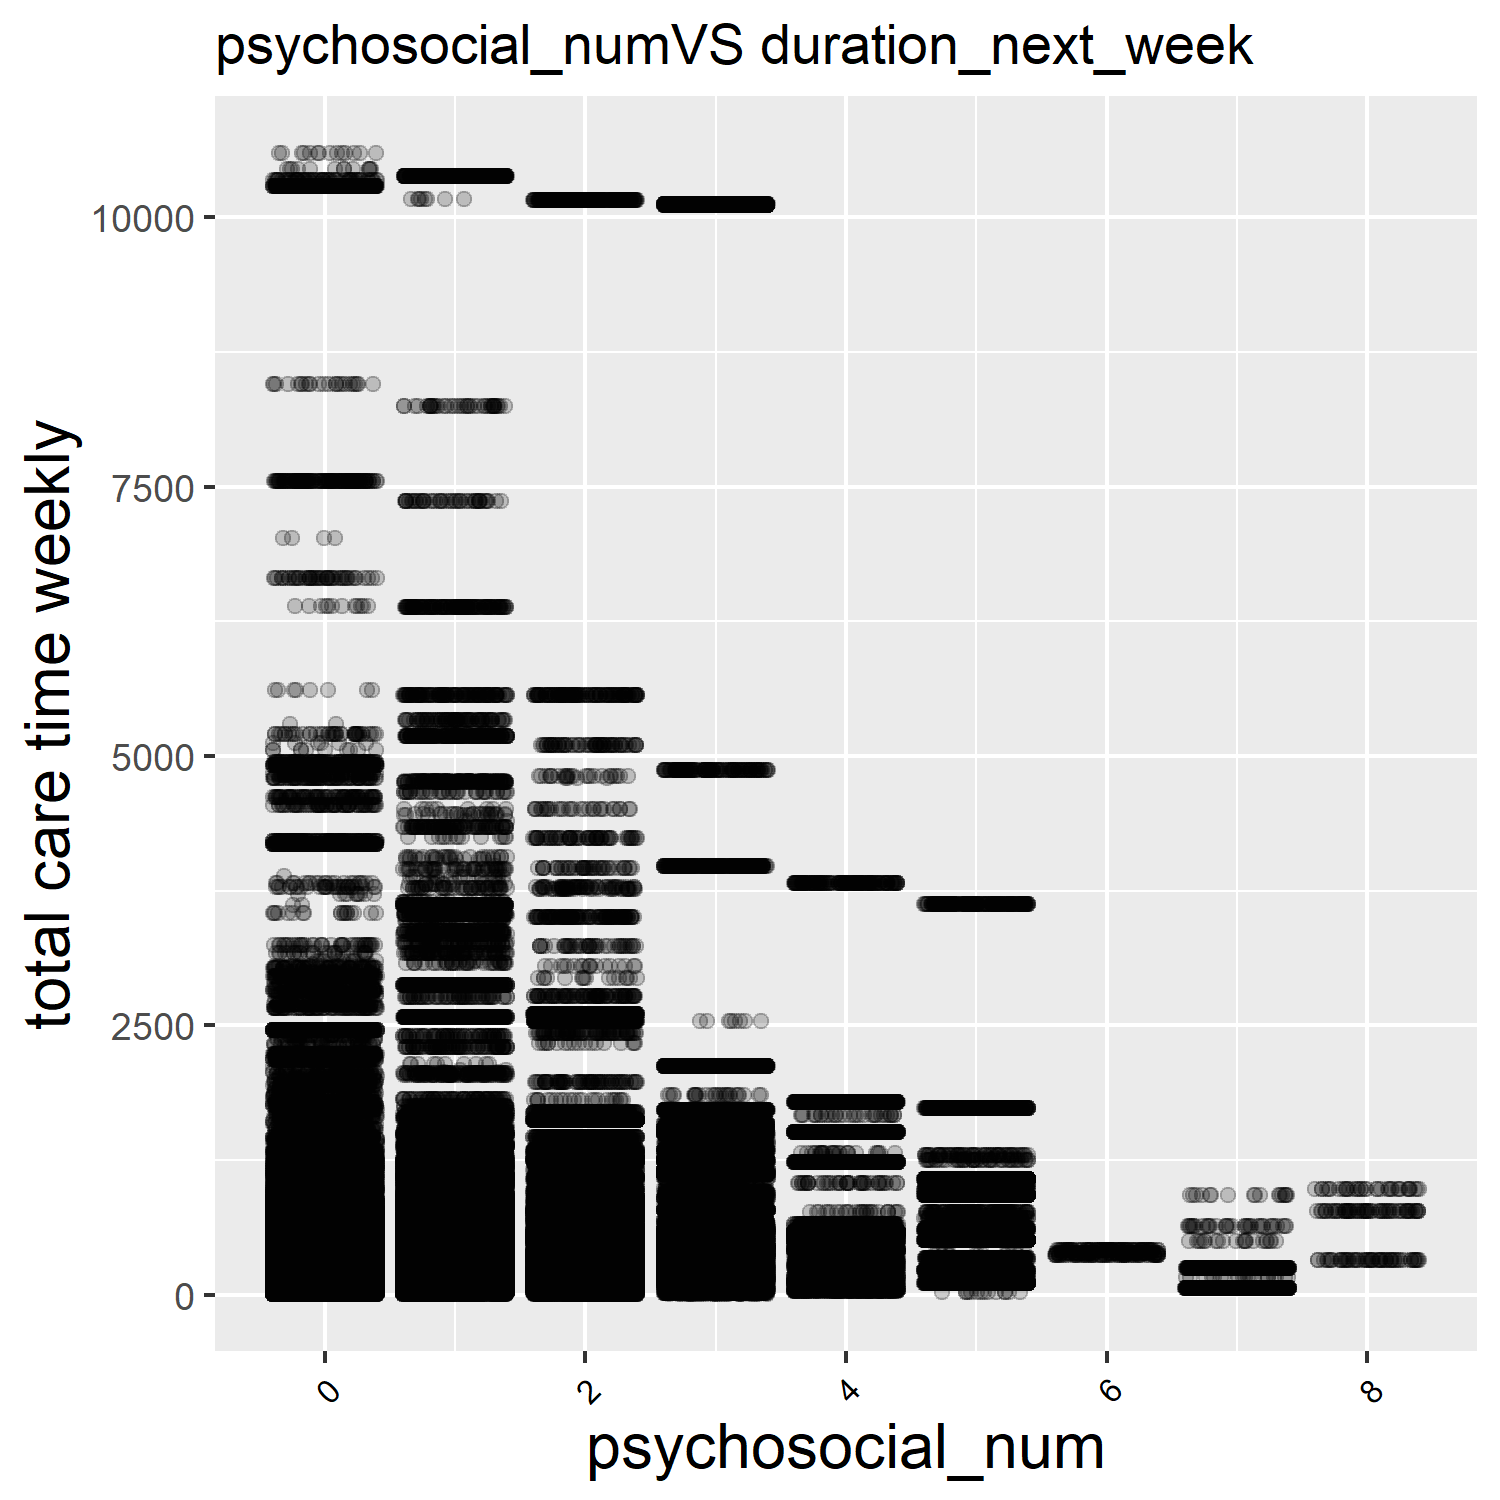 psychosocial_numVS duration_next_week
total care time weekly
10000
7500
5000
2500
0
0 2 4 6 8
psychosocial_num